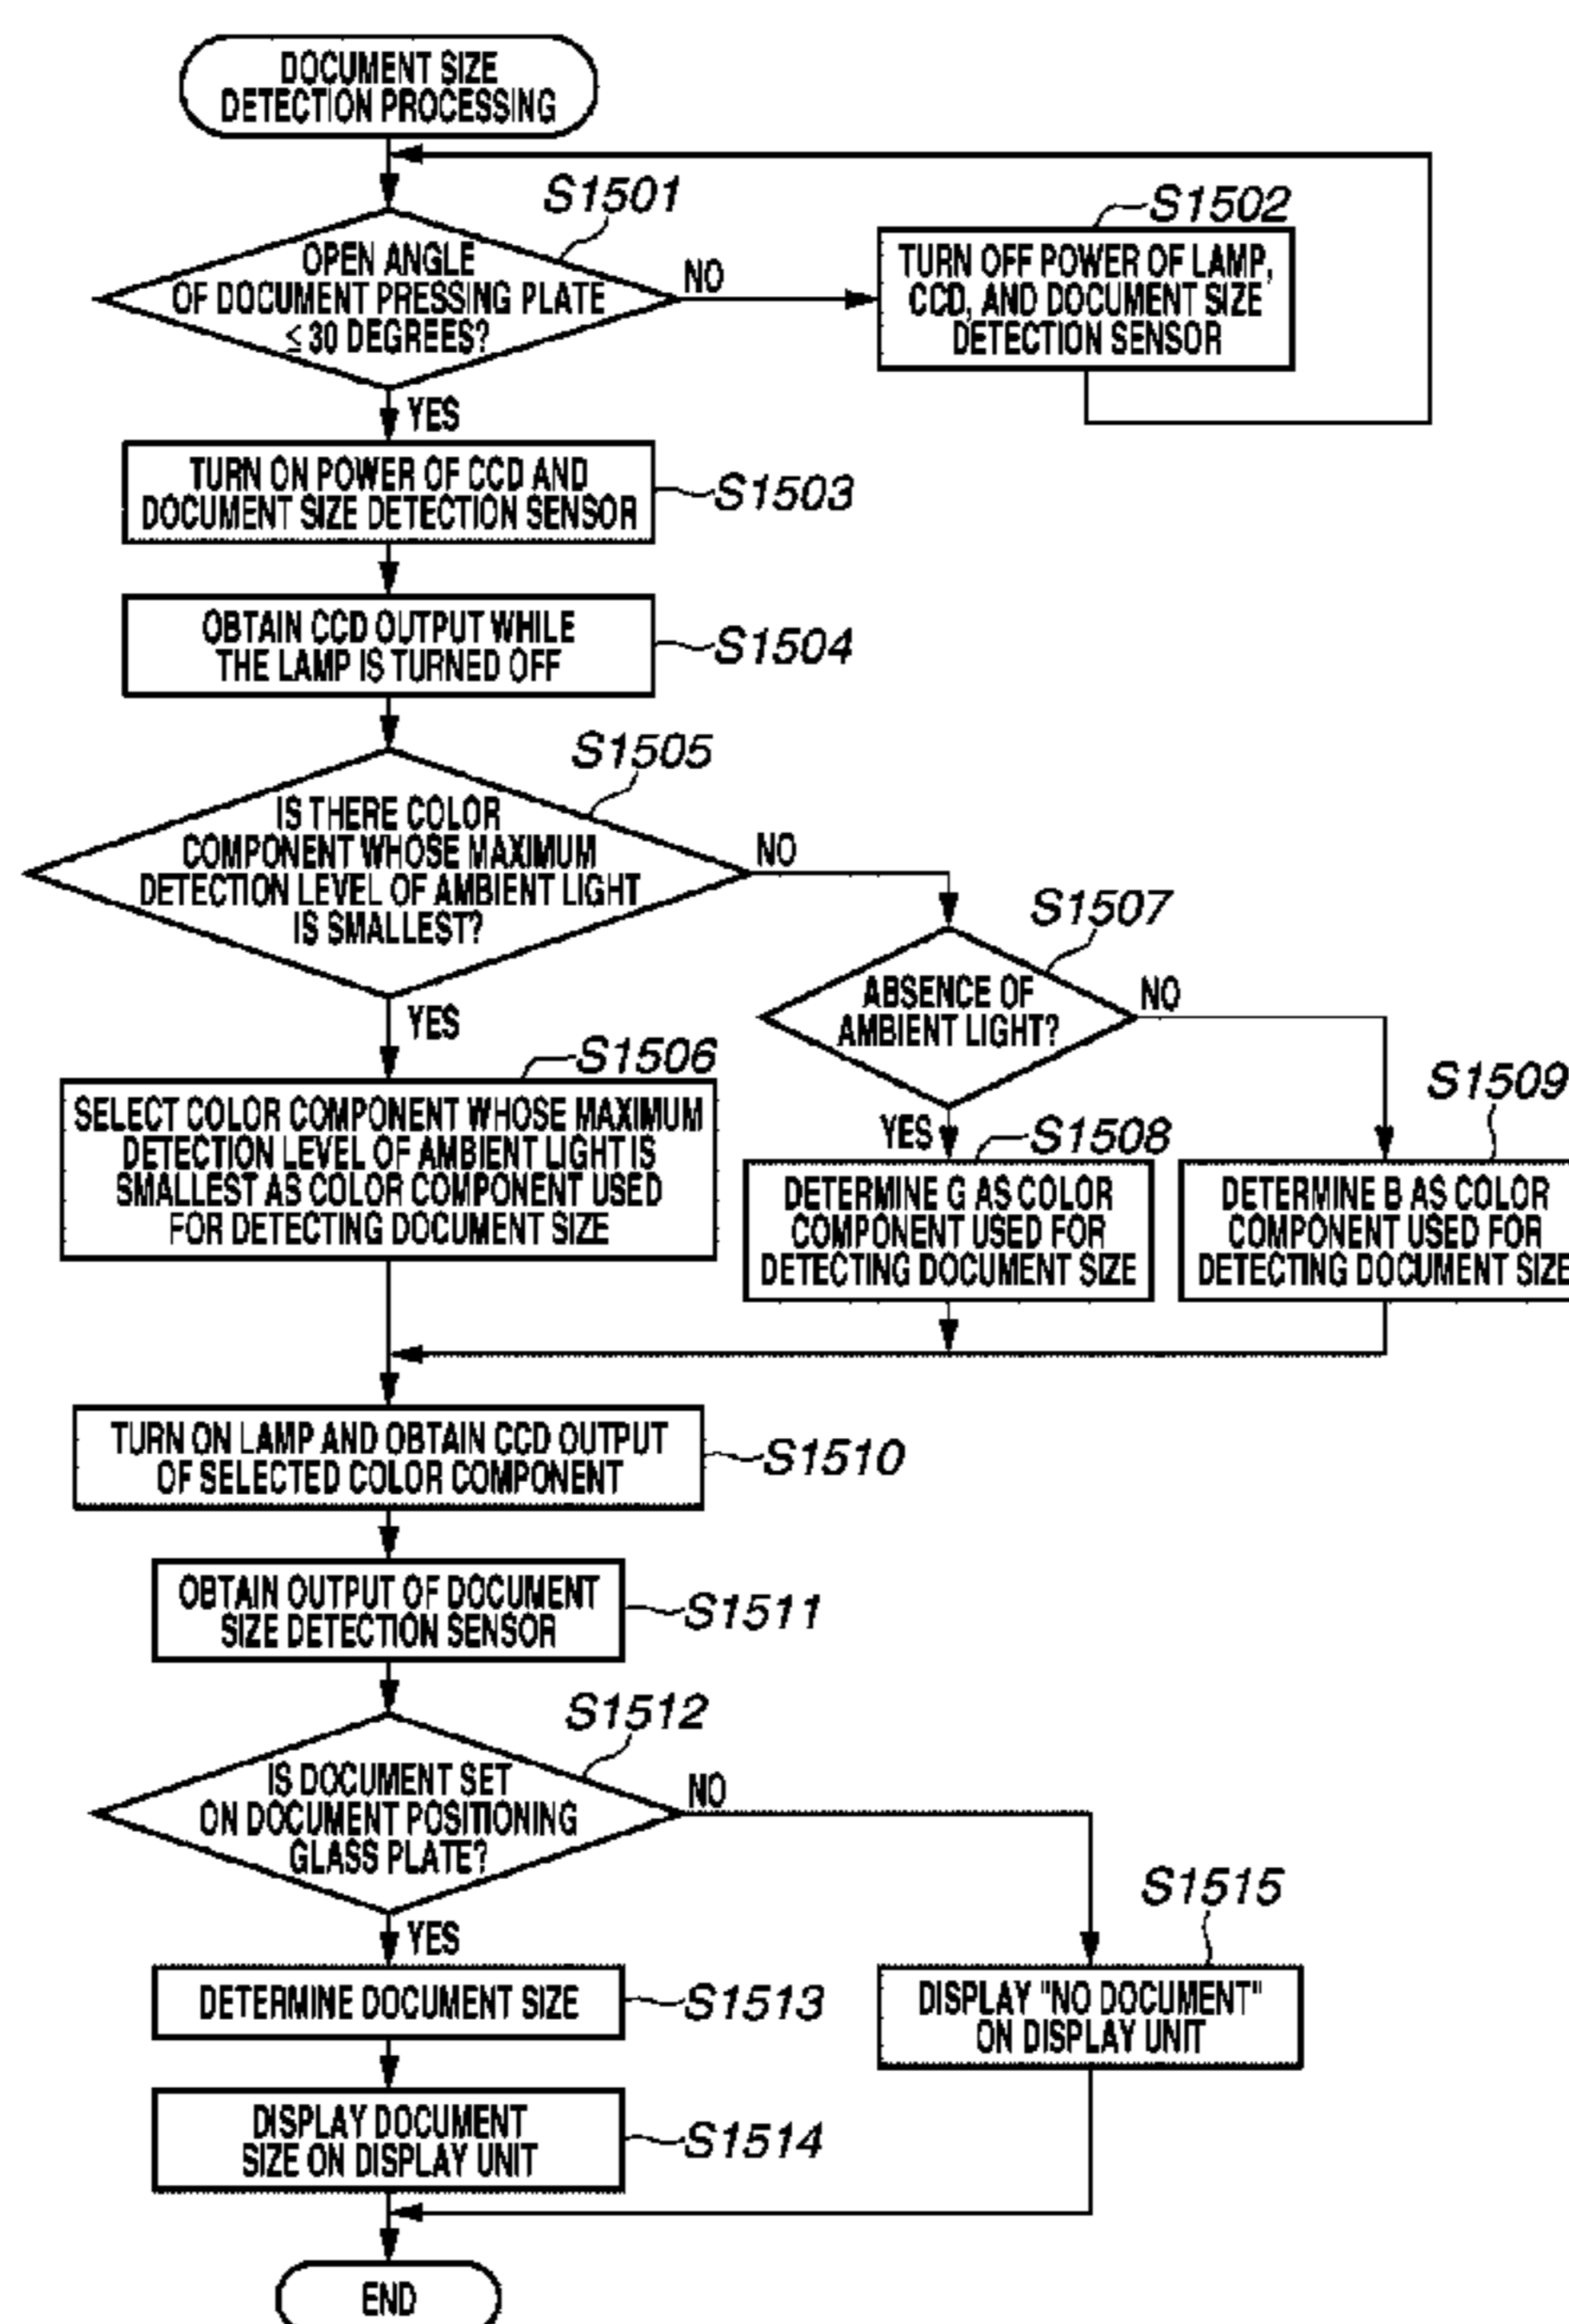 DOCUMENT SIZE
DETECTION PROCESSING
S1501
OPEN ANGLE
OF DOCUMENT PRESSING PLATE
≤ 30 DEGREES?
NO
S1502
TURN OFF POWER OF LAMP,
CCD, AND DOCUMENT SIZE
DETECTION SENSOR
YES
TURN ON POWER OF CCD AND
DOCUMENT SIZE DETECTION SENSOR
S1503
OBTAIN CCD OUTPUT WHILE
THE LAMP IS TURNED OFF
S1504
S1505
IS THERE COLOR
COMPONENT WHOSE MAXIMUM
DETECTION LEVEL OF AMBIENT LIGHT
IS SMALLEST?
NO
S1507
ABSENCE OF
AMBIENT LIGHT?
NO
YES
S1506
SELECT COLOR COMPONENT WHOSE MAXIMUM
DETECTION LEVEL OF AMBIENT LIGHT IS
SMALLEST AS COLOR COMPONENT USED
FOR DETECTING DOCUMENT SIZE
YES
S1508
DETERMINE G AS COLOR
COMPONENT USED FOR
DETECTING DOCUMENT SIZE
S1509
DETERMINE B AS COLOR
COMPONENT USED FOR
DETECTING DOCUMENT SIZE
TURN ON LAMP AND OBTAIN CCD OUTPUT
OF SELECTED COLOR COMPONENT
S1510
OBTAIN OUTPUT OF DOCUMENT
SIZE DETECTION SENSOR
S1511
S1512
IS DOCUMENT SET
ON DOCUMENT POSITIONING
GLASS PLATE?
NO
YES
DETERMINE DOCUMENT SIZE
S1513
S1515
DISPLAY "NO DOCUMENT"
ON DISPLAY UNIT
DISPLAY DOCUMENT
SIZE ON DISPLAY UNIT
S1514
END